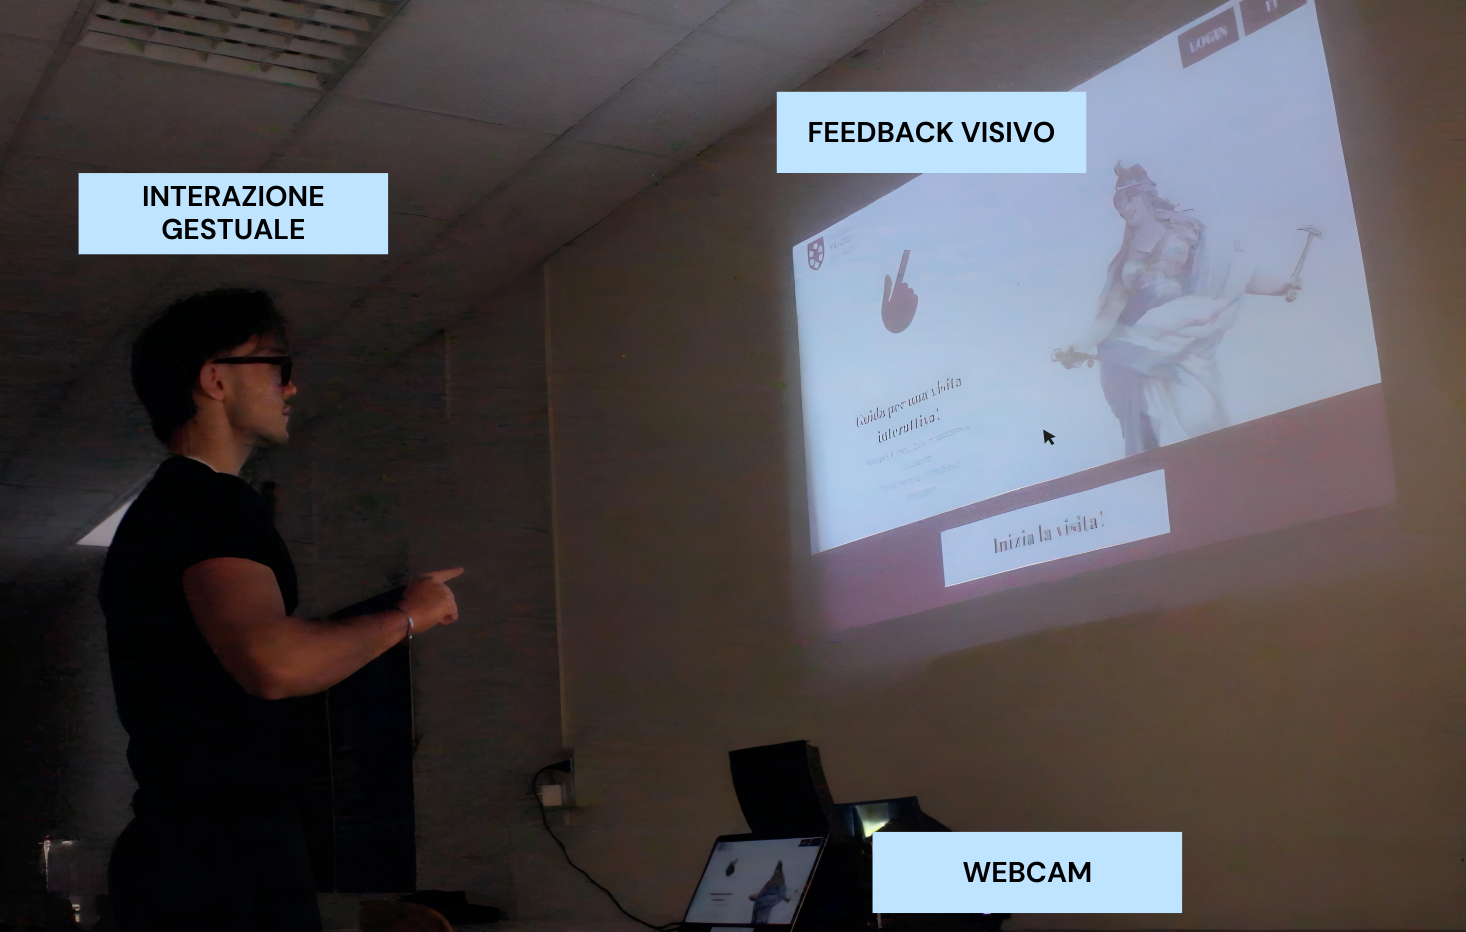 FEEDBACK VISIVO
INTERAZIONE
GESTUALE
LOGIN
IT
Guida per una visita
interattiva!
Inizia la visita!
WEBCAM